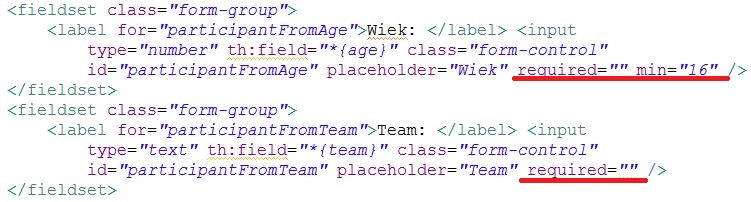 <fieldset class="form-group">
<label for="participantFromAge">Wiek: </label> <input
type="number" th:field="*{age}" class="form-control"
id="participantFromAge" placeholder="Wiek" required="" min="16" />
</fieldset>
<fieldset class="form-group">
<label for="participantFromTeam">Team: </label> <input
type="text" th:field="*{team}" class="form-control"
id="participantFromTeam" placeholder="Team" required="" />
</fieldset>